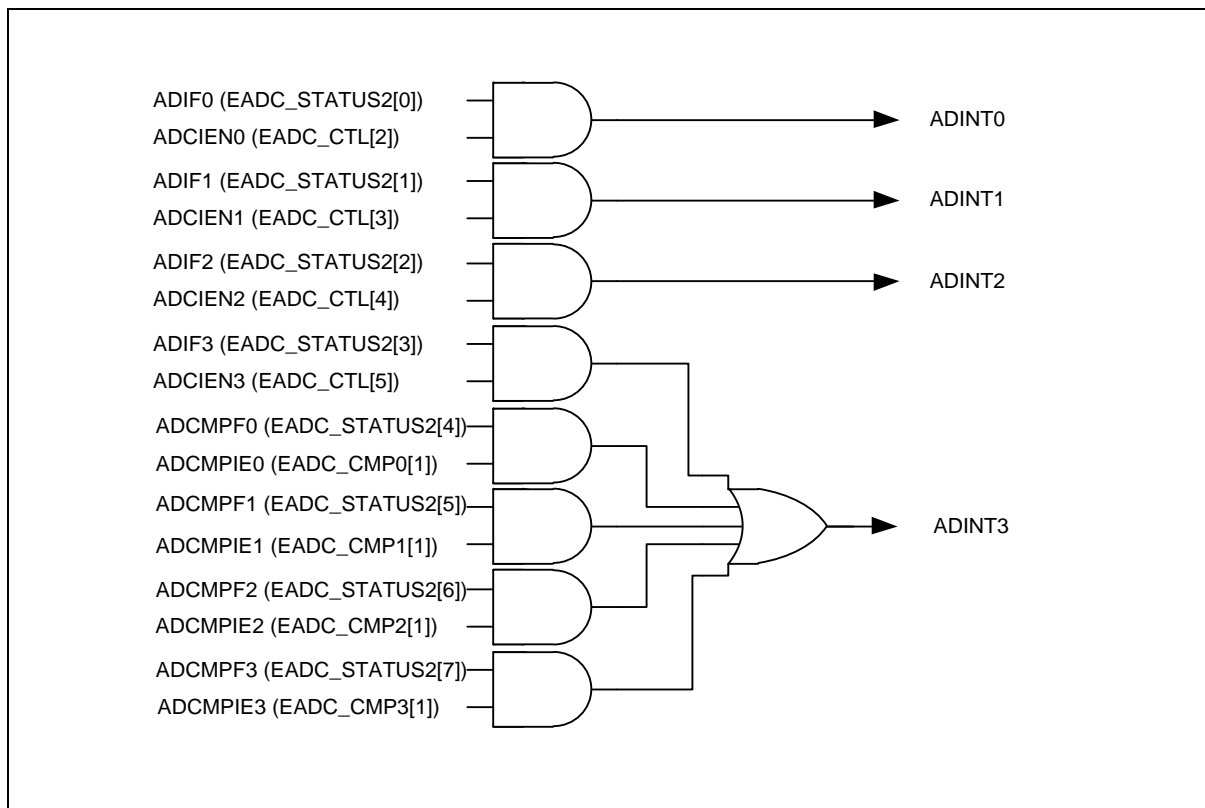 ADIF0 (EADC_STATUS2[0])
ADCIEN0 (EADC_CTL[2])
ADINT0
ADIF1 (EADC_STATUS2[1])
ADCIEN1 (EADC_CTL[3])
ADINT1
ADIF2 (EADC_STATUS2[2])
ADCIEN2 (EADC_CTL[4])
ADINT2
ADIF3 (EADC_STATUS2[3])
ADCIEN3 (EADC_CTL[5])
ADCMPF0 (EADC_STATUS2[4])
ADCMPIE0 (EADC_CMP0[1])
ADCMPF1 (EADC_STATUS2[5])
ADCMPIE1 (EADC_CMP1[1])
ADINT3
ADCMPF2 (EADC_STATUS2[6])
ADCMPIE2 (EADC_CMP2[1])
ADCMPF3 (EADC_STATUS2[7])
ADCMPIE3 (EADC_CMP3[1])